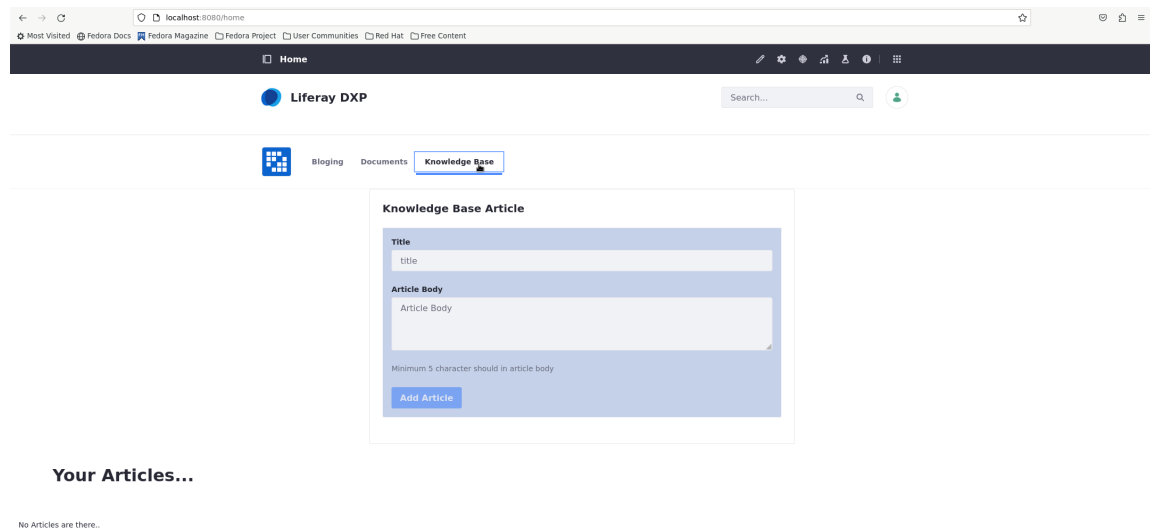 localhost:8080/home
Most Visited Fedora Docs Fedora Magazine Fedora Project User Communities Red Hat Free Content
Home
Liferay DXP Search...
Bloging Documents Knowledge Base
Knowledge Base Article
Title
title
Article Body
Article Body
Minimum 5 character should in article body
Add Article
Your Articles...
No Articles are there..